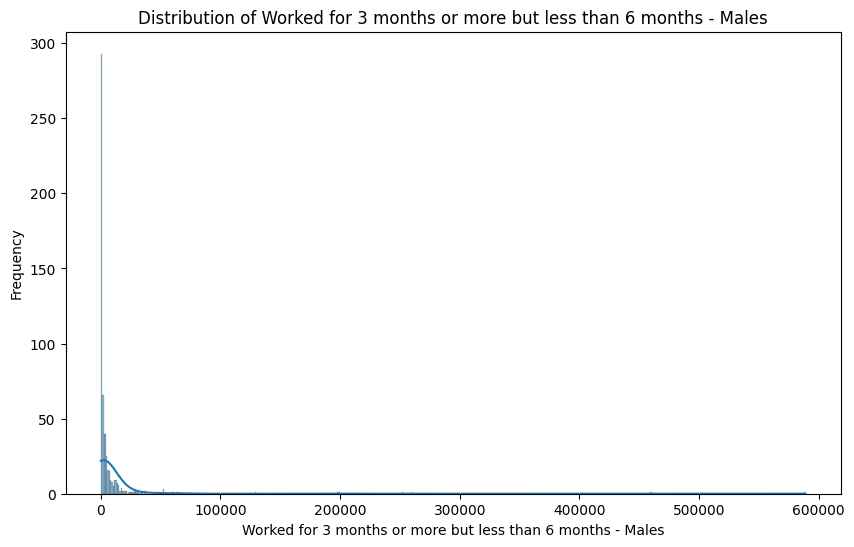 Distribution of Worked for 3 months or more but less than 6 months - Males
300
250
200
150
100
50
0
Frequency
0 100000 200000 300000 400000 500000 600000
Worked for 3 months or more but less than 6 months - Males